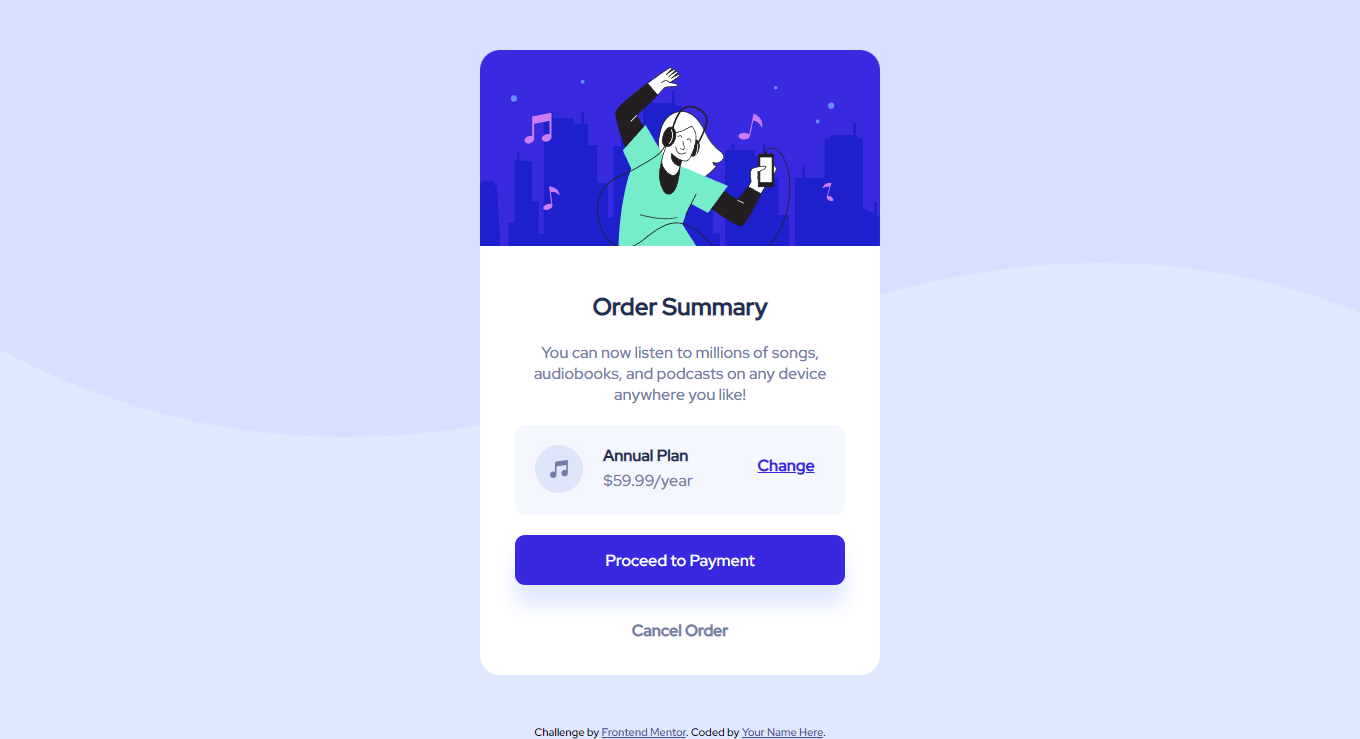 Order Summary
You can now listen to millions of songs,
audiobooks, and podcasts on any device
anywhere you like!
Annual Plan
$59.99/year
Change
Proceed to Payment
Cancel Order
Challenge by Frontend Mentor. Coded by Your Name Here.